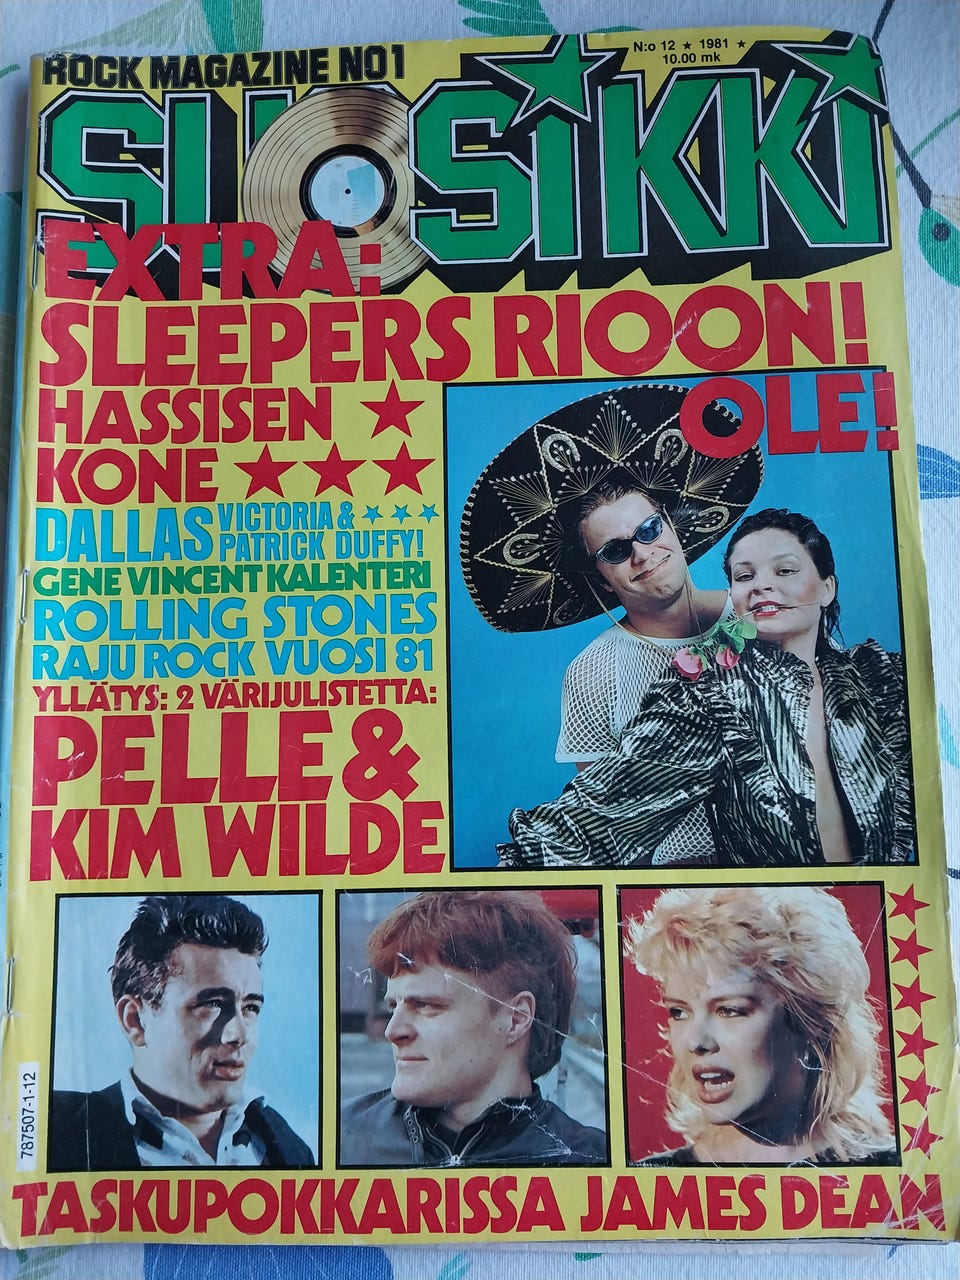 ROCK MAGAZINE NO1
N:o 12 ★ 1981 ★
10.00 mk
SUOSIKKI
EXTRA:
SLEEPERS RIOON!
OLE!
HASSISEN ★
KONE ★★★
DALLAS VICTORIA & ★★★
PATRICK DUFFY!
GENE VINCENT KALENTERI
ROLLING STONES
RAJU ROCK VUOSI 81
YLLÄTYS: 2 VÄRIJULISTETTA:
PELLE &
KIM WILDE
787507-1-12
TASKUPOKKARISSA JAMES DEAN